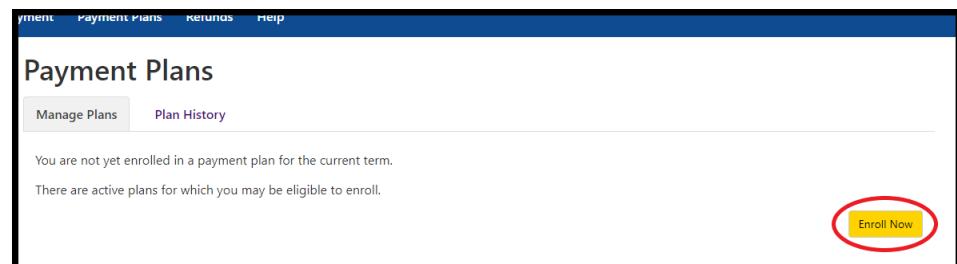 yment Payment Plans Refunds Help
Payment Plans
Manage Plans Plan History
You are not yet enrolled in a payment plan for the current term.
There are active plans for which you may be eligible to enroll.
Enroll Now